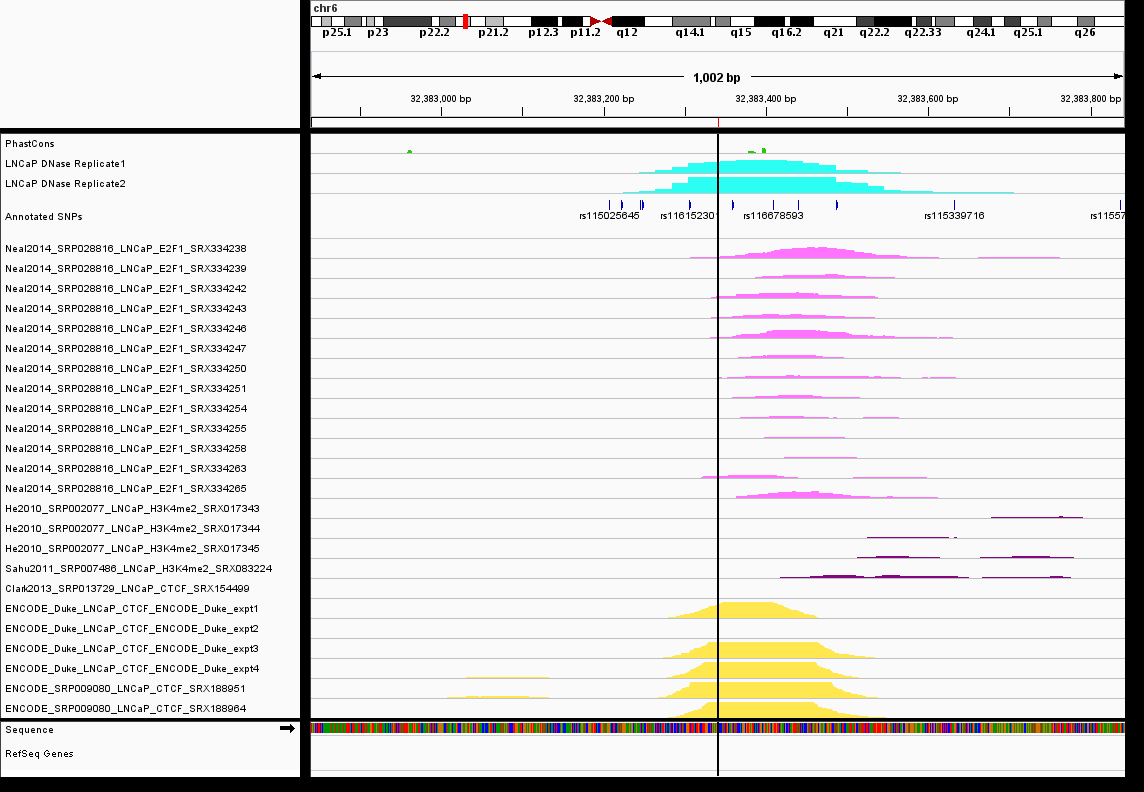 chr6
p25.1 p23 p22.2 p21.2 p12.3 p11.2 q12 q14.1 q15 q16.2 q21 q22.2 q22.33 q24.1 q25.1 q26
1,002 bp
32,383,000 bp 32,383,200 bp 32,383,400 bp 32,383,600 bp 32,383,800 bp
PhastCons
LNCaP DNase Replicate1
LNCaP DNase Replicate2
Annotated SNPs
rs115025645 rs116152301 rs116678593 rs115339716 rs11557
Neal2014_SRP028816_LNCaP_E2F1_SRX334238
Neal2014_SRP028816_LNCaP_E2F1_SRX334239
Neal2014_SRP028816_LNCaP_E2F1_SRX334242
Neal2014_SRP028816_LNCaP_E2F1_SRX334243
Neal2014_SRP028816_LNCaP_E2F1_SRX334246
Neal2014_SRP028816_LNCaP_E2F1_SRX334247
Neal2014_SRP028816_LNCaP_E2F1_SRX334250
Neal2014_SRP028816_LNCaP_E2F1_SRX334251
Neal2014_SRP028816_LNCaP_E2F1_SRX334254
Neal2014_SRP028816_LNCaP_E2F1_SRX334255
Neal2014_SRP028816_LNCaP_E2F1_SRX334258
Neal2014_SRP028816_LNCaP_E2F1_SRX334263
Neal2014_SRP028816_LNCaP_E2F1_SRX334265
He2010_SRP002077_LNCaP_H3K4me2_SRX017343
He2010_SRP002077_LNCaP_H3K4me2_SRX017344
He2010_SRP002077_LNCaP_H3K4me2_SRX017345
Sahu2011_SRP007486_LNCaP_H3K4me2_SRX083224
Clark2013_SRP013729_LNCaP_CTCF_SRX154499
ENCODE_Duke_LNCaP_CTCF_ENCODE_Duke_expt1
ENCODE_Duke_LNCaP_CTCF_ENCODE_Duke_expt2
ENCODE_Duke_LNCaP_CTCF_ENCODE_Duke_expt3
ENCODE_Duke_LNCaP_CTCF_ENCODE_Duke_expt4
ENCODE_SRP009080_LNCaP_CTCF_SRX188951
ENCODE_SRP009080_LNCaP_CTCF_SRX188964
Sequence
RefSeq Genes